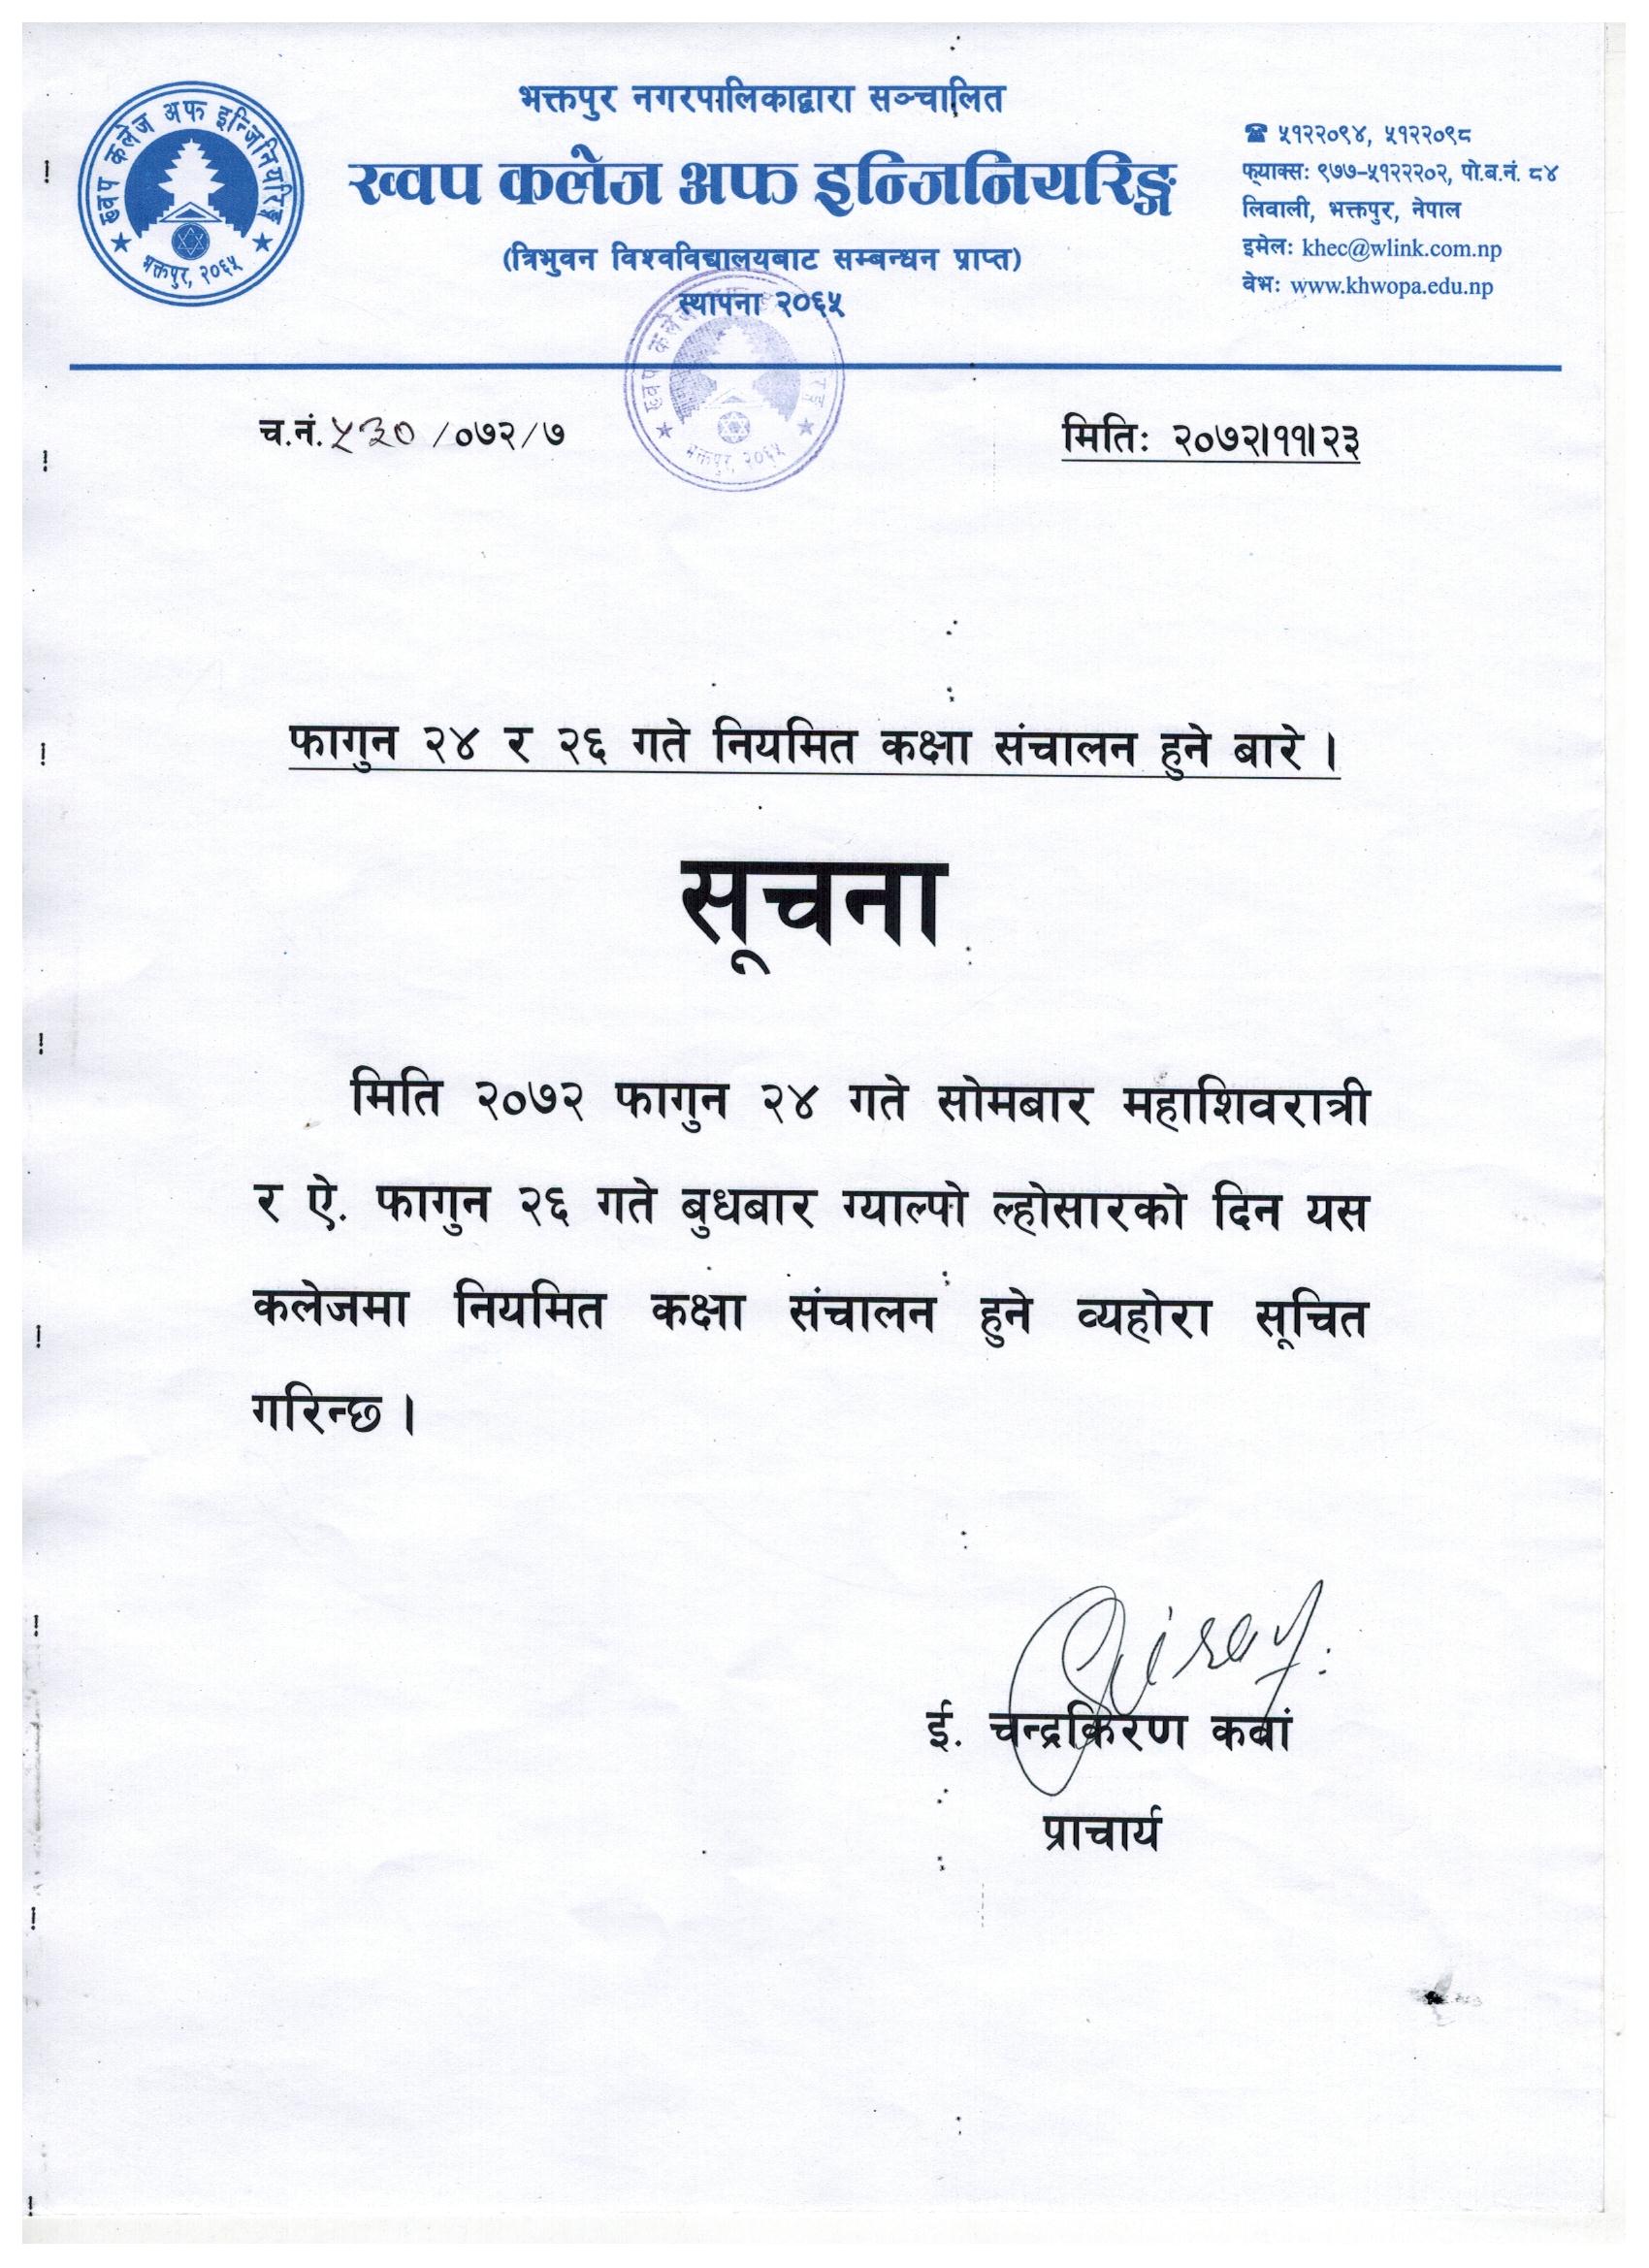 ख्वप कलेज अफ इन्जिनियरिङ्ग
भक्तपुर, २०६५
भक्तपुर नगरपालिकाद्वारा सञ्चालित
ख्वप कलेज अफ इन्जिनियरिङ्ग
(त्रिभुवन विश्वविद्यालयबाट सम्बन्धन प्राप्त)
स्थापना २०६५
☎ ५१२२०९४, ५१२२०९८
फ्याक्स: ९७७-५१२२२०२, पो.ब.नं. ८४
लिवाली, भक्तपुर, नेपाल
इमेल: khec@wlink.com.np
वेभ: www.khwopa.edu.np
भक्तपुर, २०६५
च.नं. ५३० /०७२/७
मिति: २०७२।११।२३
फागुन २४ र २६ गते नियमित कक्षा संचालन हुने बारे ।
सूचना
मिति २०७२ फागुन २४ गते सोमबार महाशिवरात्री
र ऐ. फागुन २६ गते बुधबार ग्याल्पो ल्होसारको दिन यस
कलेजमा नियमित कक्षा संचालन हुने व्यहोरा सूचित
गरिन्छ ।
ई. चन्द्रकिरण कवां
प्राचार्य